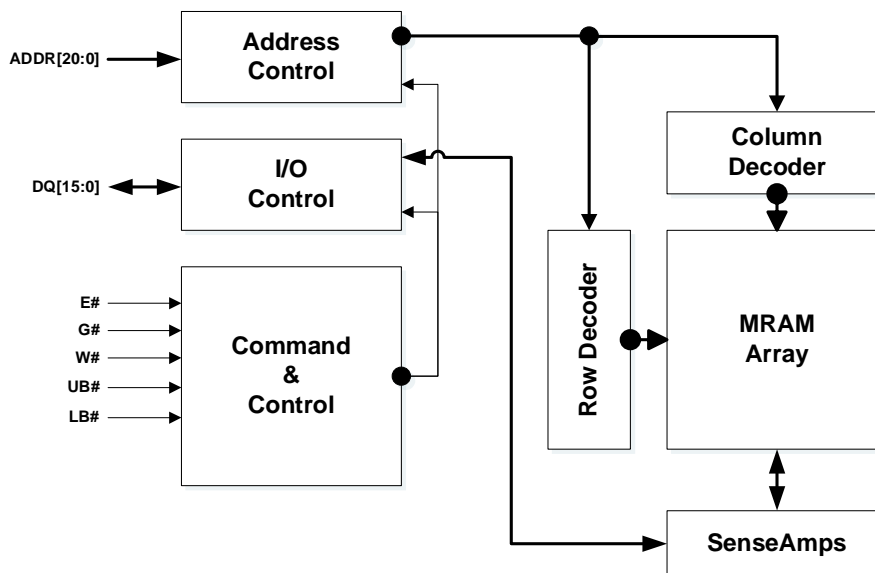 Address
Control
ADDR[20:0]
Column
Decoder
I/O
Control
DQ[15:0]
Row Decoder
MRAM
Array
Command
&
Control
E#
G#
W#
UB#
LB#
SenseAmps